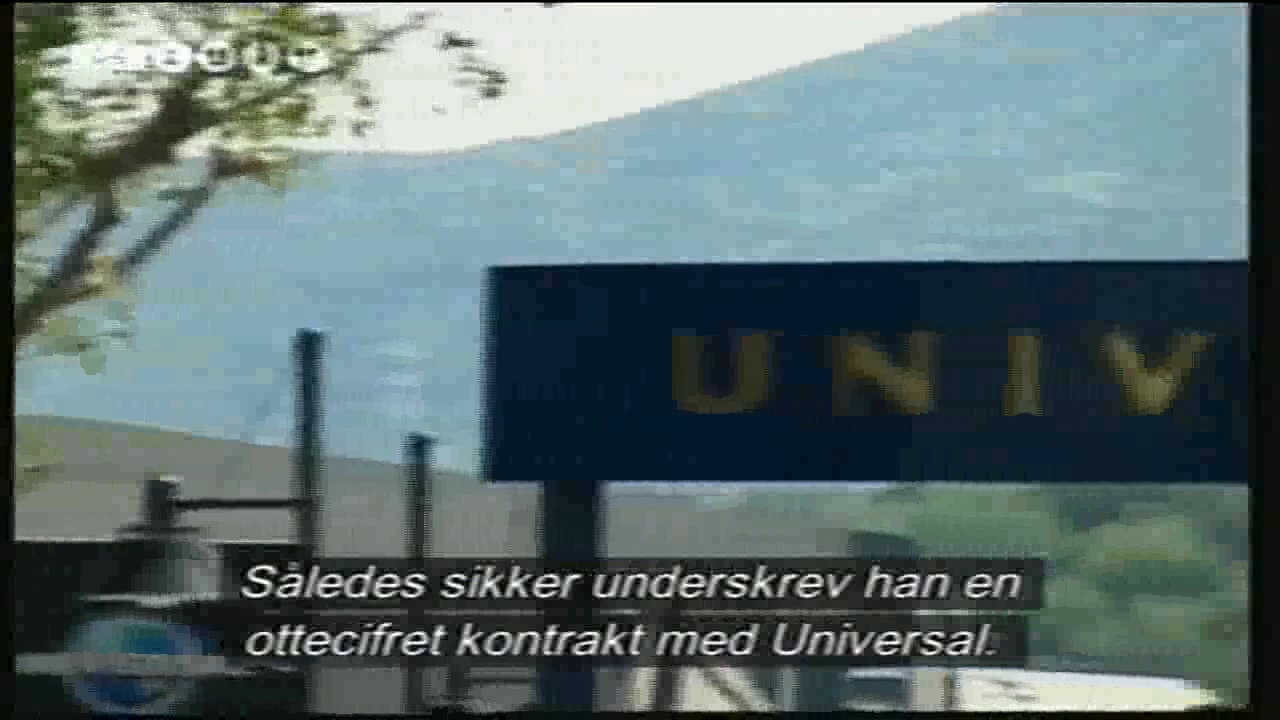 UNIV
Således sikker underskrev han en
ottecifret kontrakt med Universal.